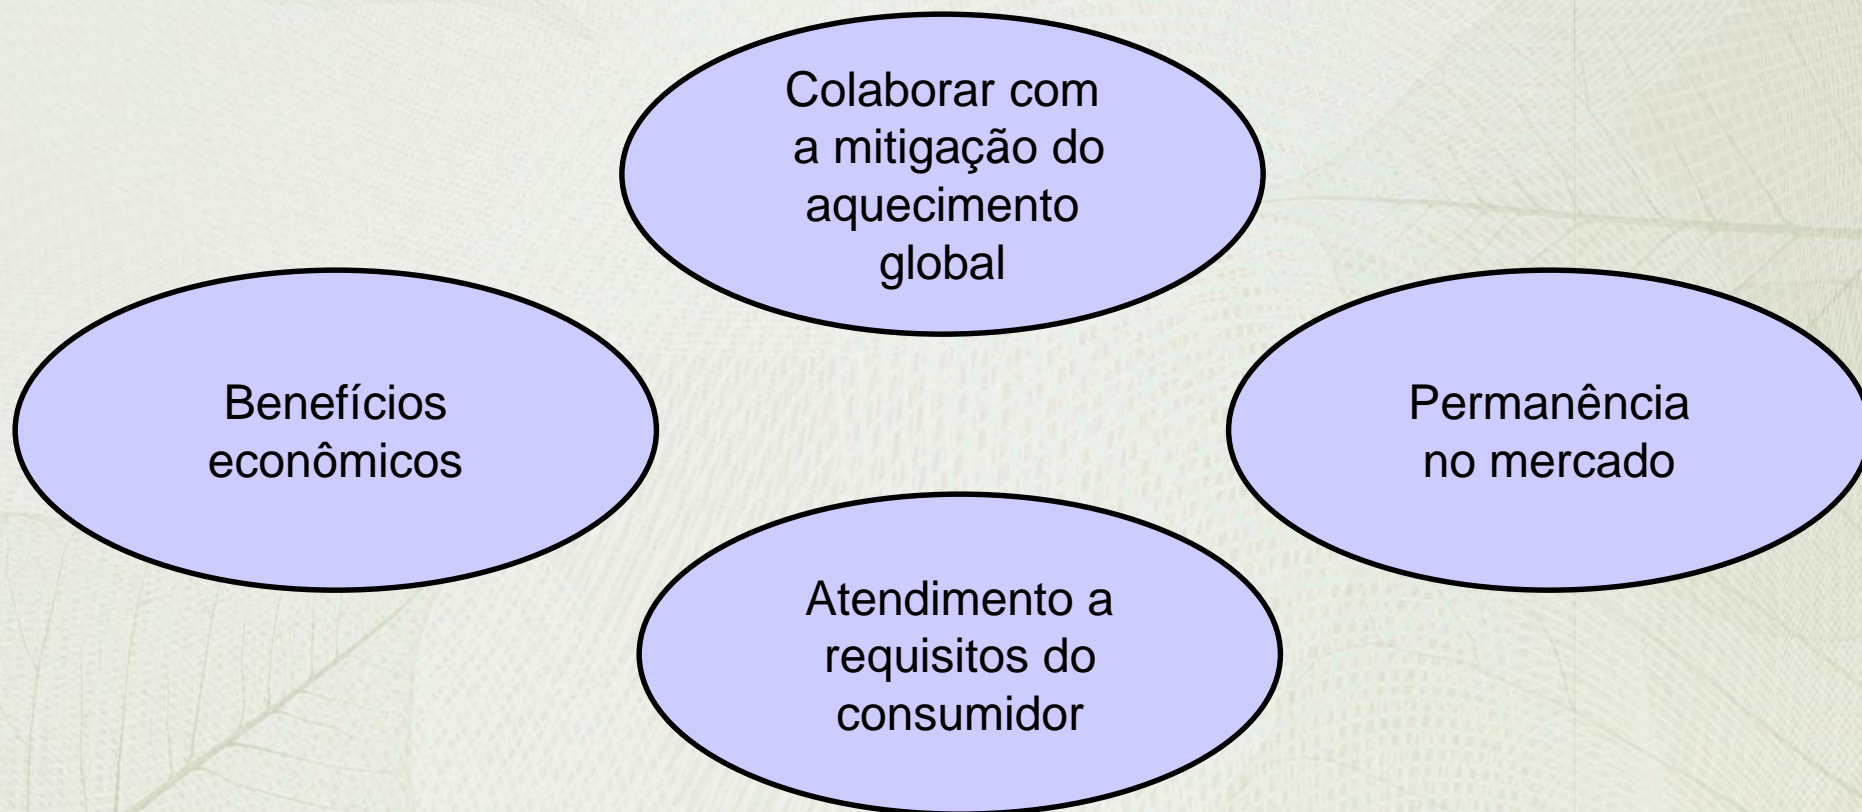 Colaborar com
a mitigação do
aquecimento
global
Benefícios
econômicos
Permanência
no mercado
Atendimento a
requisitos do
consumidor